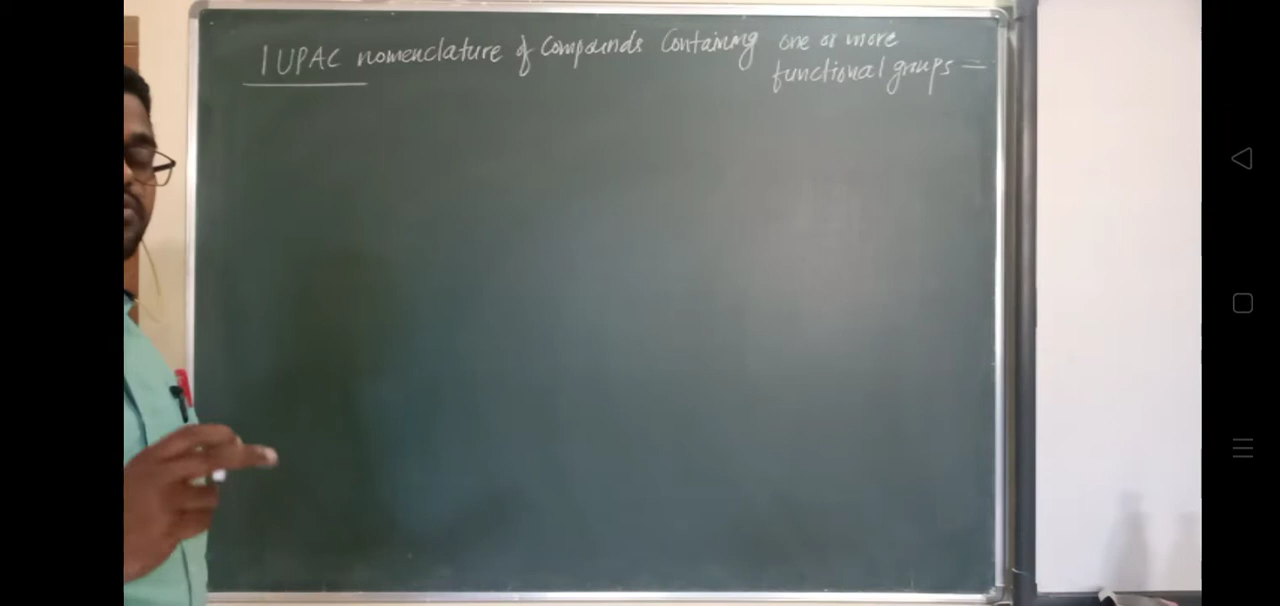 IUPAC nomenclature of Compounds Containing one or more
functional groups —